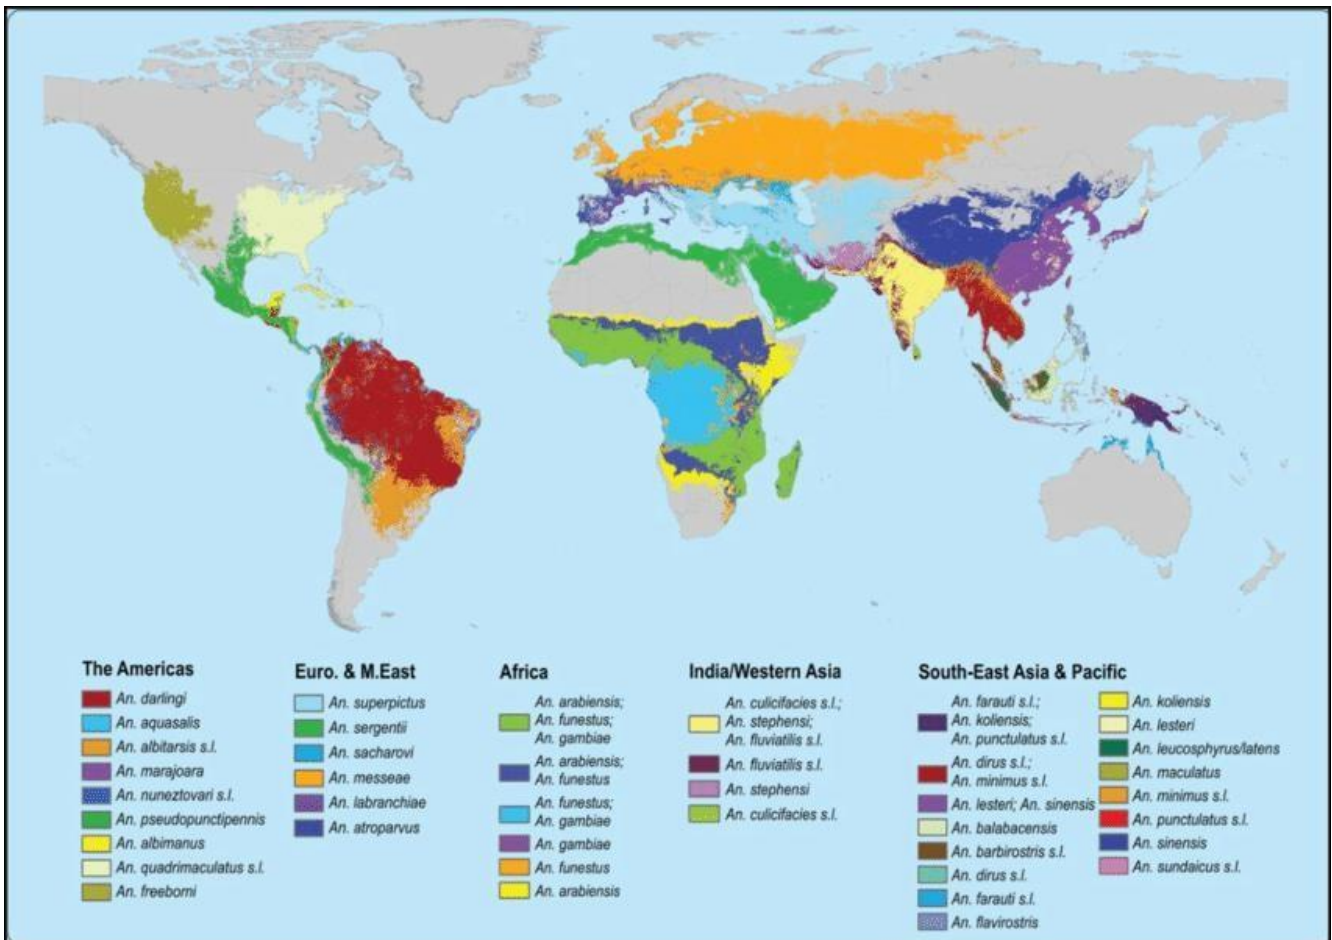 The Americas
An. darlingi
An. aquasalis
An. albitarsis s.l.
An. marajoara
An. nuneztovari s.l.
An. pseudopunctipennis
An. albimanus
An. quadrimaculatus s.l.
An. freeborni
Euro. & M.East
An. superpictus
An. sergentii
An. sacharovi
An. messeae
An. labranchiae
An. atroparvus
Africa
An. arabiensis;
An. funestus;
An. gambiae
An. arabiensis;
An. funestus
An. funestus;
An. gambiae
An. gambiae
An. funestus
An. arabiensis
India/Western Asia
An. culicifacies s.l.;
An. stephensi;
An. fluviatilis s.l.
An. fluviatilis s.l.
An. stephensi
An. culicifacies s.l.
South-East Asia & Pacific
An. farauti s.l.;
An. koliensis;
An. punctulatus s.l.
An. dirus s.l.;
An. minimus s.l.
An. lesteri; An. sinensis
An. balabacensis
An. barbirostris s.l.
An. dirus s.l.
An. farauti s.l.
An. flavirostris
An. koliensis
An. lesteri
An. leucosphyrus/latens
An. maculatus
An. minimus s.l.
An. punctulatus s.l.
An. sinensis
An. sundaicus s.l.